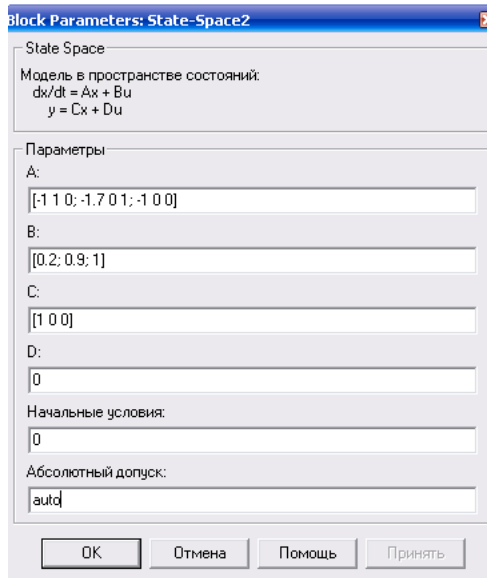 Block Parameters: State-Space2
State Space
Модель в пространстве состояний:
dx/dt = Ax + Bu
y = Cx + Du
Параметры
A:
[-1 1 0; -1.7 0 1; -1 0 0]
B:
[0.2; 0.9; 1]
C:
[1 0 0]
D:
0
Начальные условия:
0
Абсолютный допуск:
auto
OK Отмена Помощь Принять